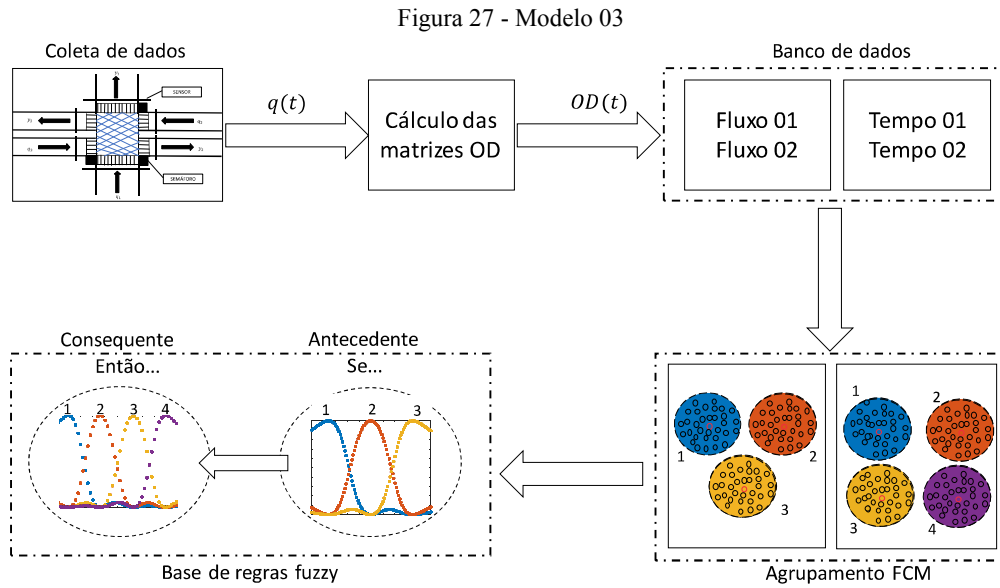 Figura 27 - Modelo 03
Coleta de dados
Banco de dados
SENSOR
SEMÁFORO
q(t)
Cálculo das
matrizes OD
OD(t)
Fluxo 01
Fluxo 02
Tempo 01
Tempo 02
Consequente
Então...
1 2 3 4
Antecedente
Se...
1 2 3
Base de regras fuzzy
1
2
3
1
2
3
4
Agrupamento FCM